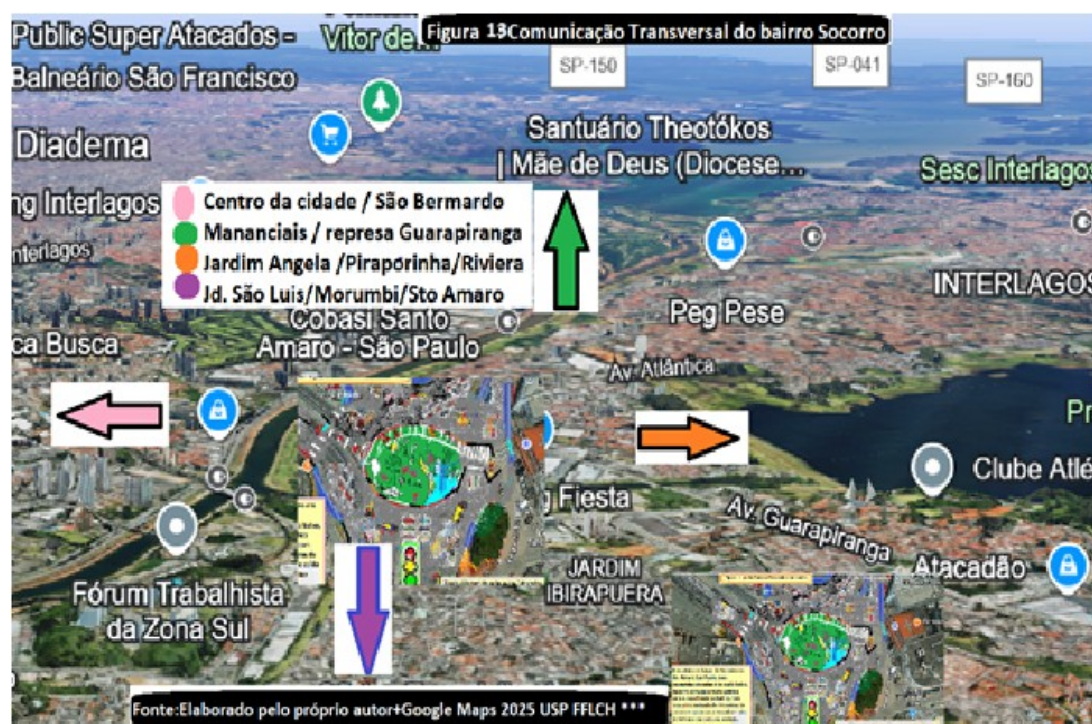 Public Super Atacados -
Balneário São Francisco
Vitor de...
Figura 13Comunicação Transversal do bairro Socorro
SP-150
SP-041
SP-160
Diadema
Santuário Theotókos
| Mãe de Deus (Diocese...
Sesc Interlagos
ng Interlagos
nterlagos
Centro da cidade / São Bermardo
Mananciais / represa Guarapiranga
Jardim Angela /Piraporinha/Riviera
Jd. São Luis/Morumbi/Sto Amaro
INTERLAGOS
Peg Pese
Cobasi Santo
Amaro - São Paulo
ca Busca
Av. Atlântica
Pr
Clube Atlé
g Fiesta
Av. Guarapiranga
Atacadão
JARDIM
IBIRAPUERA
Fórum Trabalhista
da Zona Sul
Fonte:Elaborado pelo próprio autor+Google Maps 2025 USP FFLCH ***